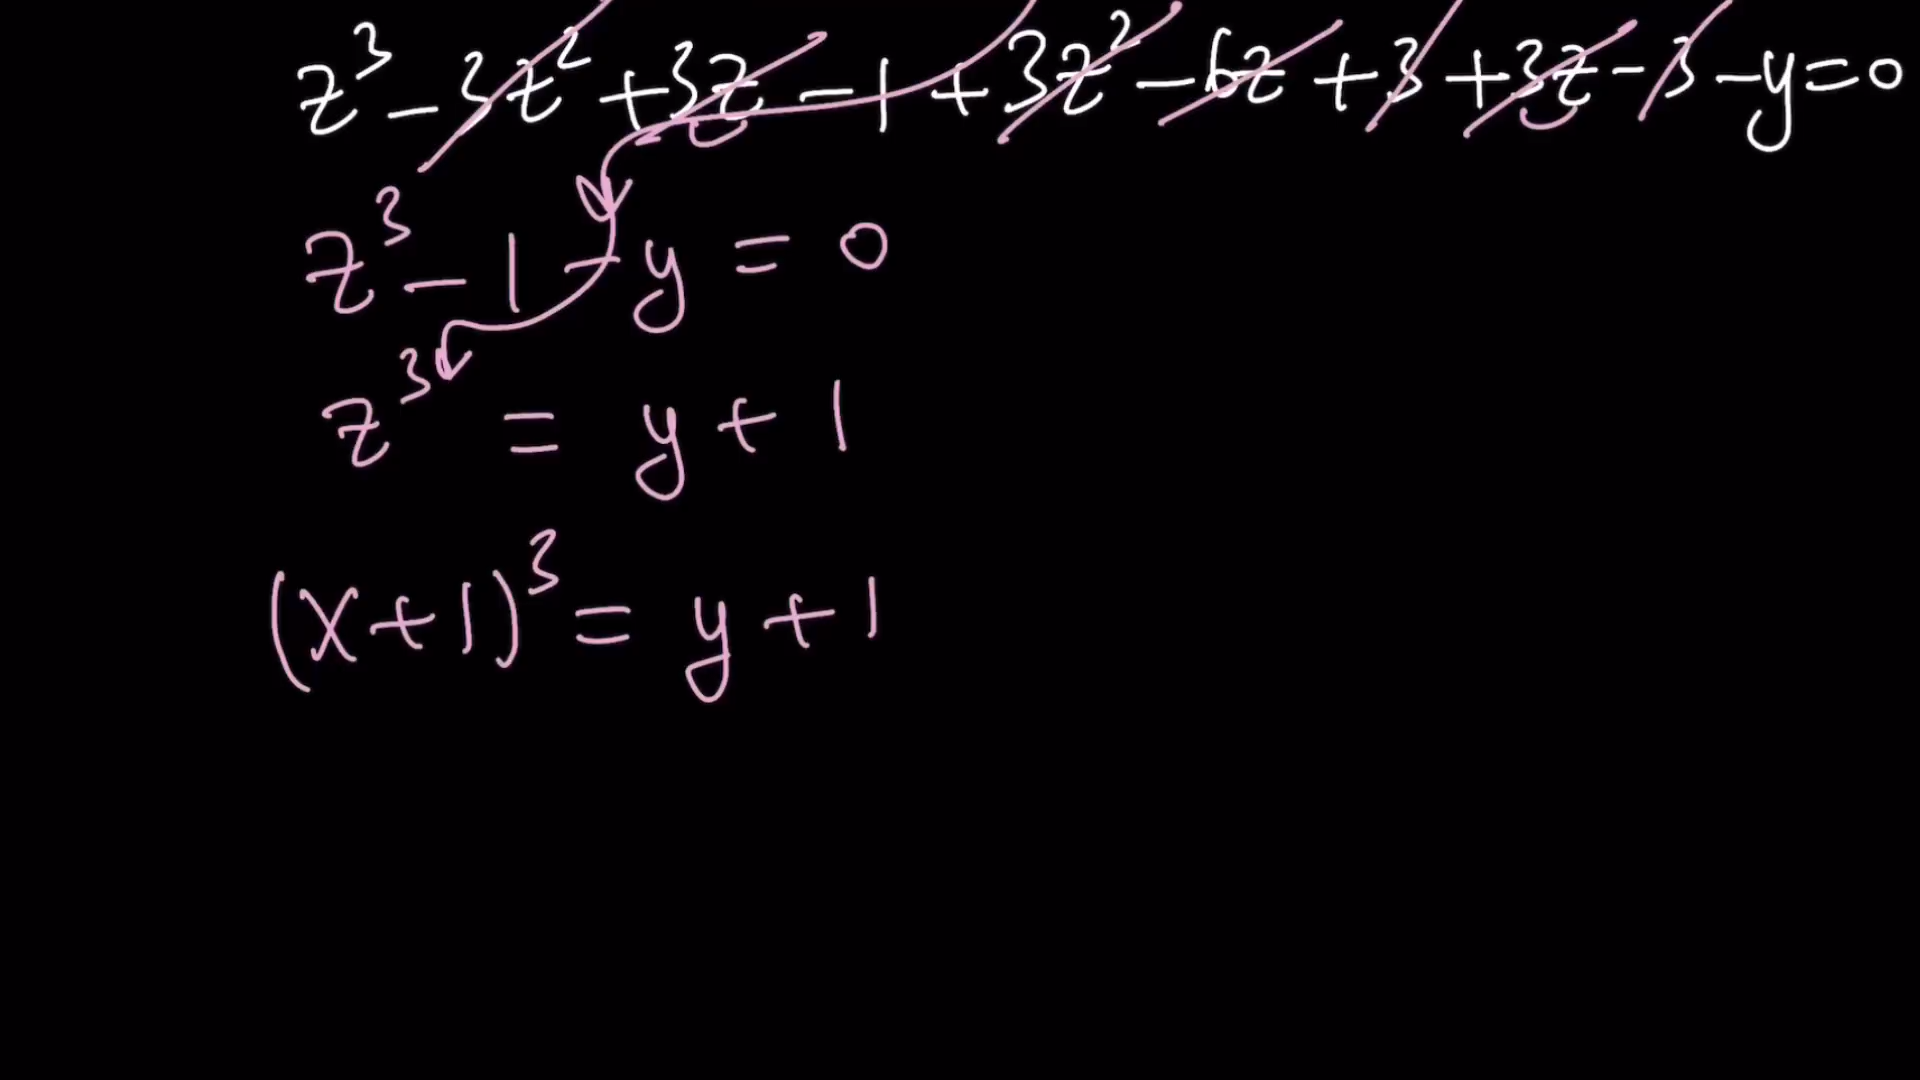 z³ - 3z² + 3z - 1 + 3z² - 6z + 3 + 3z - 3 - y = 0
z³ - 1 - y = 0
z³ = y + 1
(x + 1)³ = y + 1